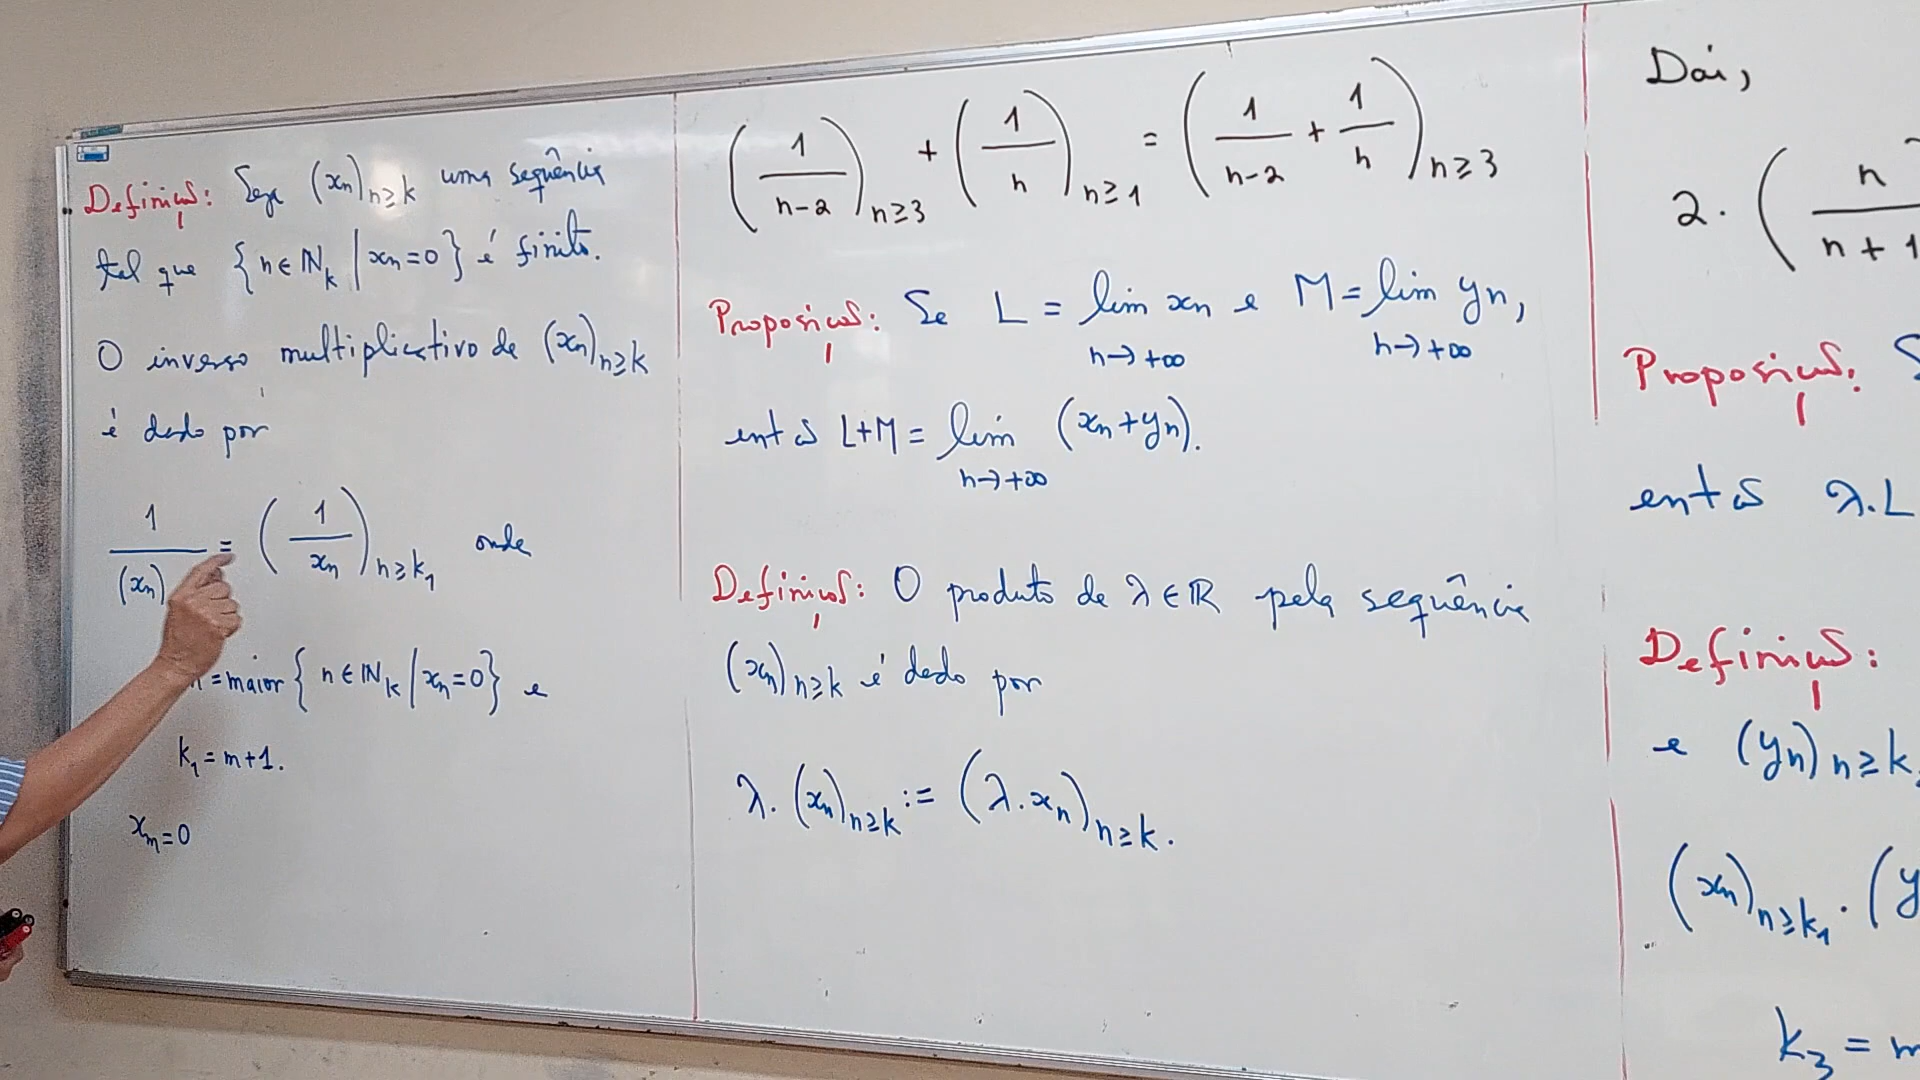 Definição: Seja (xn)n≥k uma sequência
tal que {n∈ℕk | xn=0} é finito.
O inverso multiplicativo de (xn)n≥k
é dado por
1/(xn) = (1/xn)n≥k1 onde
=maior{n∈ℕk | xn=0} e
k1=m+1.
xm=0
(1/(n-2))n≥3 + (1/n)n≥1 = (1/(n-2) + 1/n)n≥3
Proposição: Se L = lim xn e M = lim yn,
n→+∞ n→+∞
então L+M = lim (xn+yn).
n→+∞
Definição: O produto de λ∈ℝ pela sequência
(xn)n≥k é dado por
λ.(xn)n≥k := (λ.xn)n≥k.
Daí,
2.(n
n+1
Proposição:
então λ.L
Definição:
e (yn)n≥k
(xn)n≥k1.(y
k3 = m